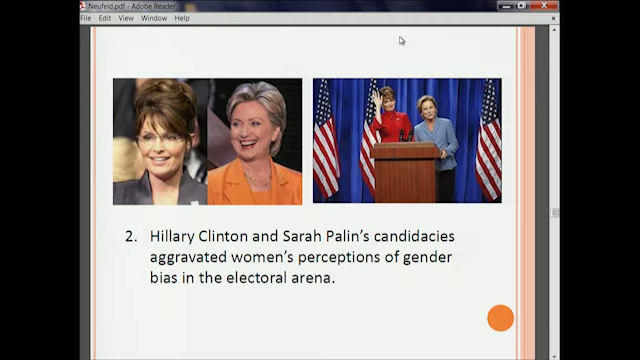 Neufeld.pdf - Adobe Reader
File Edit View Window Help
2. Hillary Clinton and Sarah Palin's candidacies
aggravated women's perceptions of gender
bias in the electoral arena.